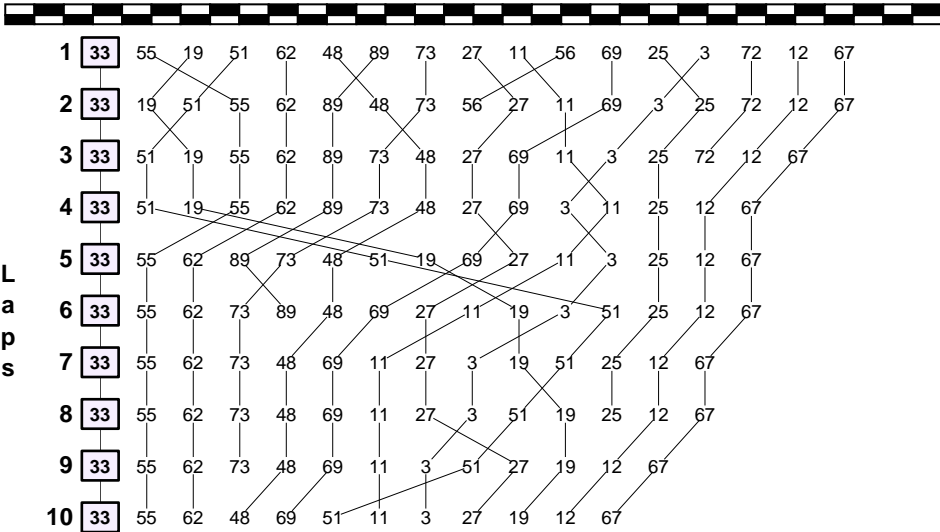 1 33 55 19 51 62 48 89 73 27 11 56 69 25 3 72 12 67
2 33 19 51 55 62 89 48 73 56 27 11 69 3 25 72 12 67
3 33 51 19 55 62 89 73 48 27 69 11 3 25 72 12 67
4 33 51 19 55 62 89 73 48 27 69 3 11 25 12 67
5 33 55 62 89 73 48 51 19 69 27 11 3 25 12 67
6 33 55 62 73 89 48 69 27 11 19 3 51 25 12 67
7 33 55 62 73 48 69 11 27 3 19 51 25 12 67
8 33 55 62 73 48 69 11 27 3 51 19 25 12 67
9 33 55 62 73 48 69 11 3 51 27 19 12 67
10 33 55 62 48 69 51 11 3 27 19 12 67
Laps